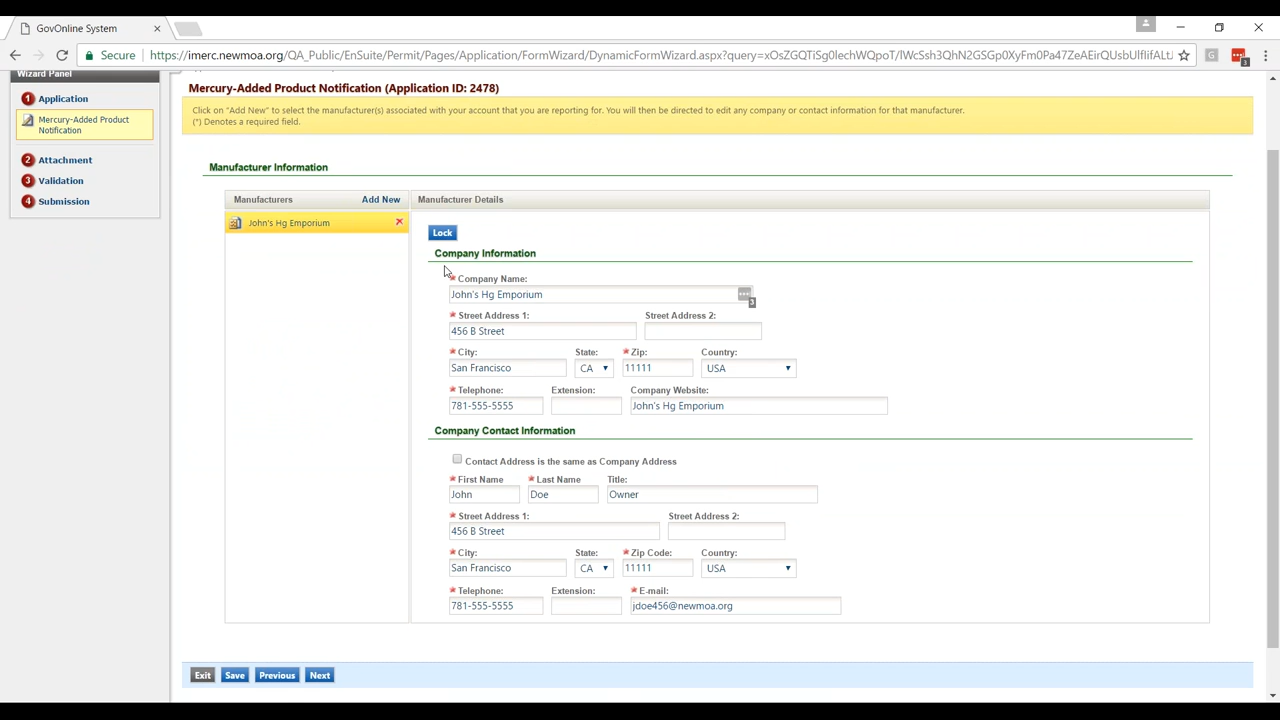 GovOnline System
Secure https://imerc.newmoa.org/QA_Public/EnSuite/Permit/Pages/Application/FormWizard/DynamicFormWizard.aspx?query=
G 3
Wizard Panel
1 Application
Mercury-Added Product
Notification
2 Attachment
3 Validation
4 Submission
Mercury-Added Product Notification (Application ID: 2478)
Click on "Add New" to select the manufacturer(s) associated with your account that you are reporting for. You will then be directed to edit any company or contact information for that manufacturer.
(*) Denotes a required field.
Manufacturer Information
Manufacturers Add New Manufacturer Details
John's Hg Emporium
Lock
Company Information
* Company Name:
John's Hg Emporium 3
* Street Address 1: Street Address 2:
456 B Street
* City: State: * Zip: Country:
San Francisco CA 11111 USA
* Telephone: Extension: Company Website:
781-555-5555 John's Hg Emporium
Company Contact Information
Contact Address is the same as Company Address
* First Name * Last Name Title:
John Doe Owner
* Street Address 1: Street Address 2:
456 B Street
* City: State: * Zip Code: Country:
San Francisco CA 11111 USA
* Telephone: Extension: * E-mail:
781-555-5555 jdoe456@newmoa.org
Exit Save Previous Next